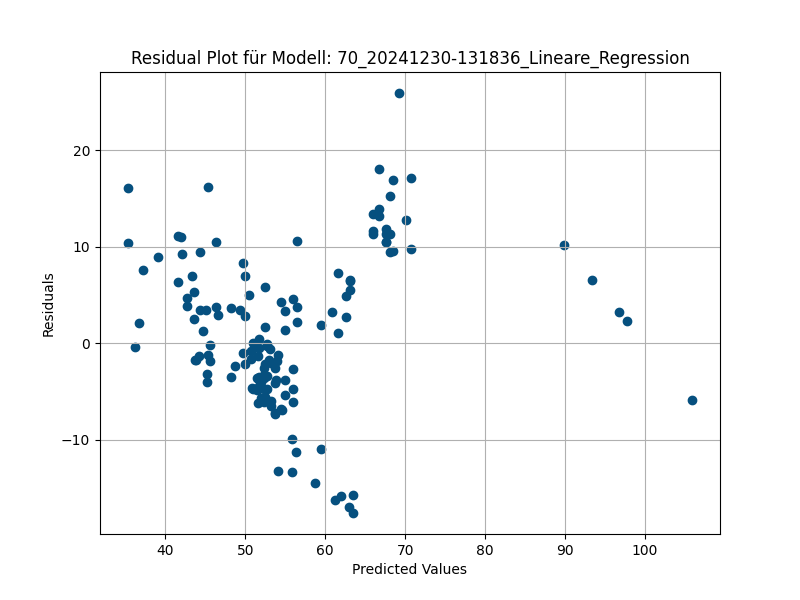 Residual Plot für Modell: 70_20241230-131836_Lineare_Regression
20
10
0
−10
Residuals
40 50 60 70 80 90 100
Predicted Values